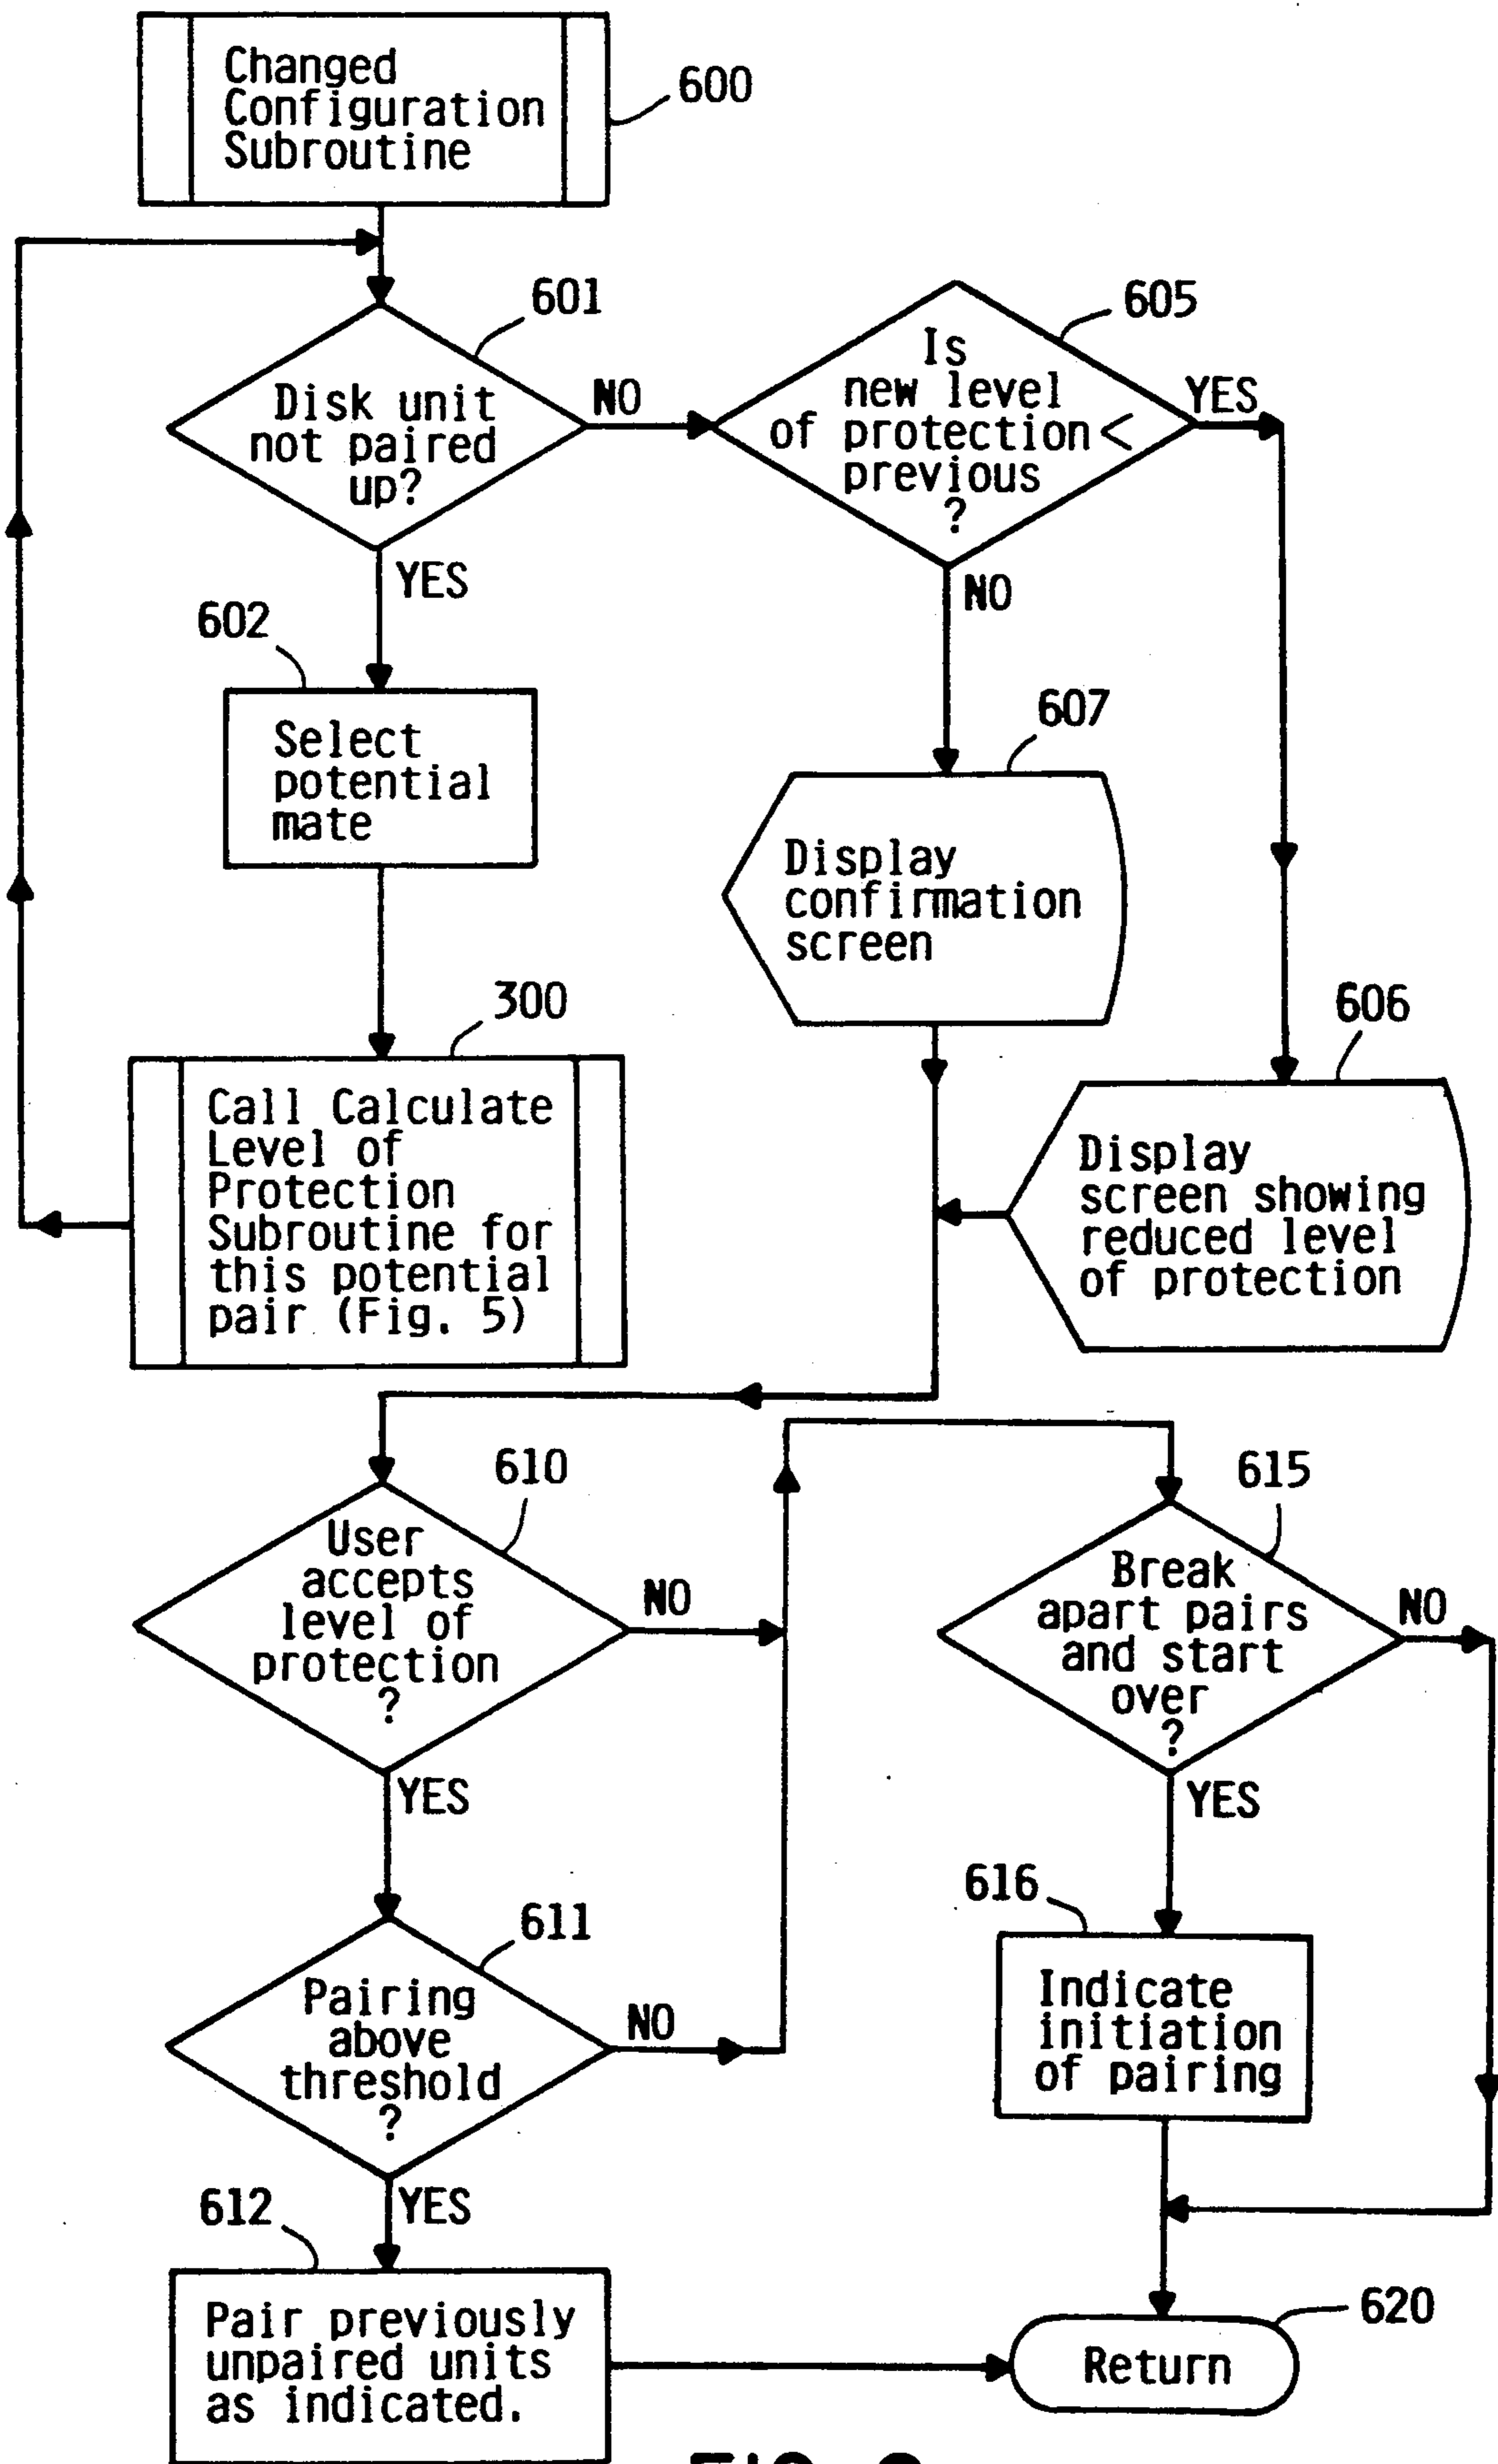 Changed
Configuration
Subroutine
600
601
Disk unit
not paired
up?
NO
YES
605
Is
new level
of protection <
previous
?
YES
NO
602
Select
potential
mate
607
Display
confirmation
screen
300
Call Calculate
Level of
Protection
Subroutine for
this potential
pair (Fig. 5)
606
Display
screen showing
reduced level
of protection
610
User
accepts
level of
protection
?
NO
YES
615
Break
apart pairs
and start
over
?
NO
YES
611
Pairing
above
threshold
?
NO
YES
616
Indicate
initiation
of pairing
612
Pair previously
unpaired units
as indicated.
620
Return